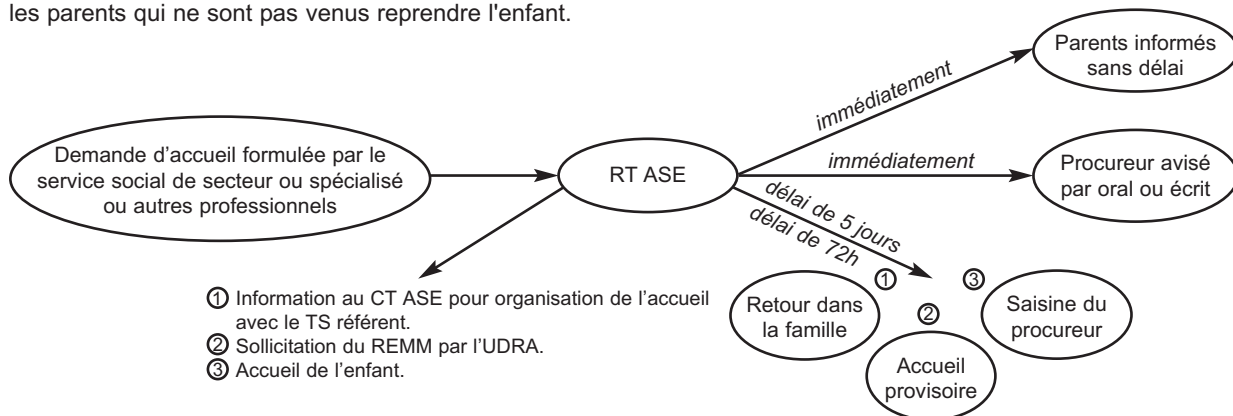 les parents qui ne sont pas venus reprendre l'enfant.
Parents informés
sans délai
immédiatement
Demande d'accueil formulée par le
service social de secteur ou spécialisé
ou autres professionnels
RT ASE
immédiatement
Procureur avisé
par oral ou écrit
délai de 5 jours
délai de 72h
① Information au CT ASE pour organisation de l'accueil
avec le TS référent.
② Sollicitation du REMM par l'UDRA.
③ Accueil de l'enfant.
①
Retour dans
la famille
②
Accueil
provisoire
③
Saisine du
procureur